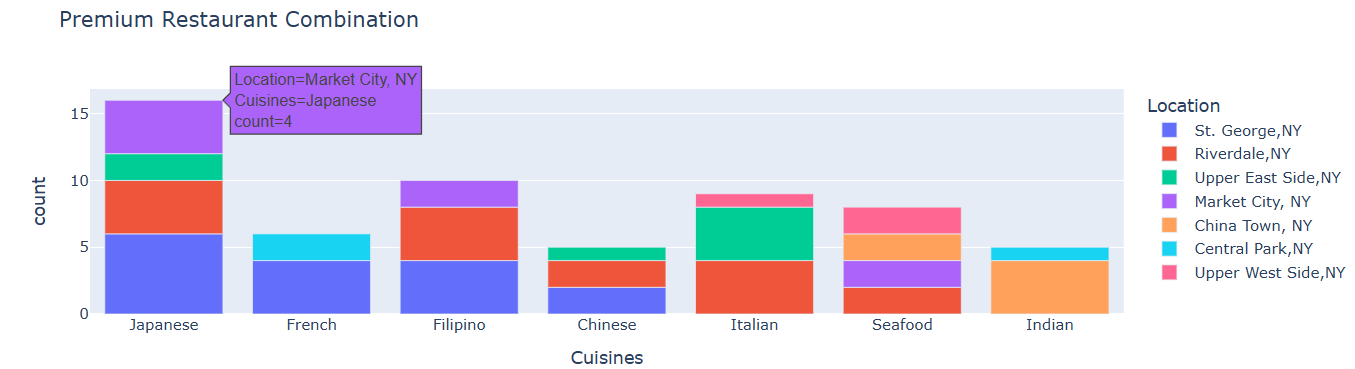 Premium Restaurant Combination
Location=Market City, NY
Cuisines=Japanese
count=4
15
10
5
0
count
Japanese French Filipino Chinese Italian Seafood Indian
Cuisines
Location
St. George,NY
Riverdale,NY
Upper East Side,NY
Market City, NY
China Town, NY
Central Park,NY
Upper West Side,NY